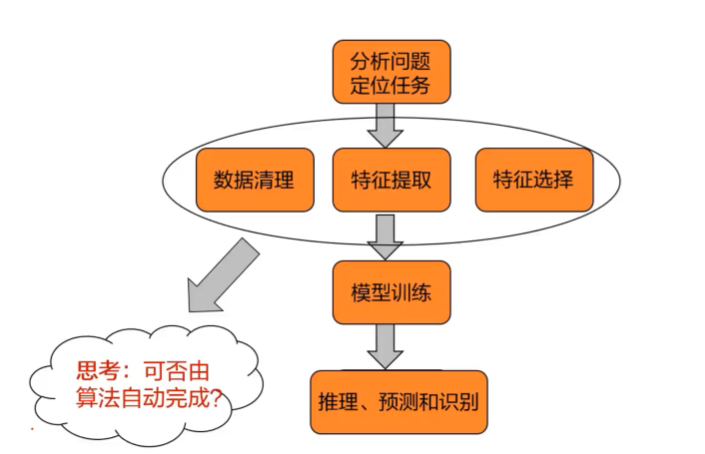 分析问题
定位任务
数据清理
特征提取
特征选择
模型训练
思考：可否由
算法自动完成?
推理、预测和识别